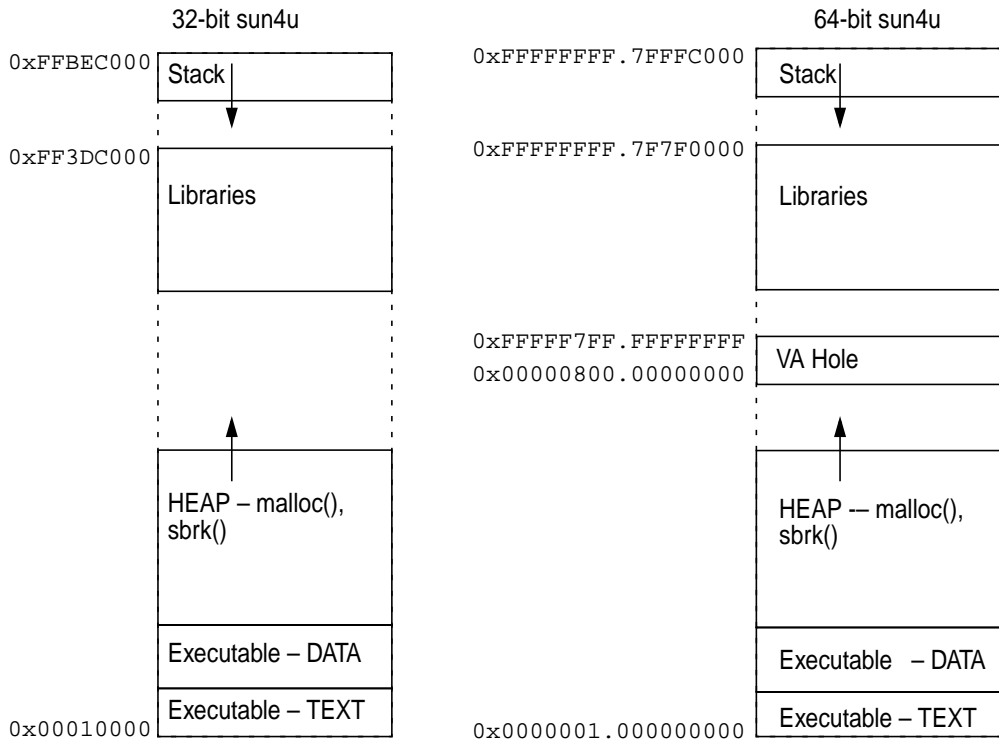 32-bit sun4u
0xFFBEC000
Stack
0xFF3DC000
Libraries
HEAP – malloc(),
sbrk()
Executable – DATA
Executable – TEXT
0x00010000
64-bit sun4u
0xFFFFFFFF.7FFFC000
Stack
0xFFFFFFFF.7F7F0000
Libraries
0xFFFFF7FF.FFFFFFFF
VA Hole
0x00000800.00000000
HEAP -– malloc(),
sbrk()
Executable – DATA
Executable – TEXT
0x0000001.000000000